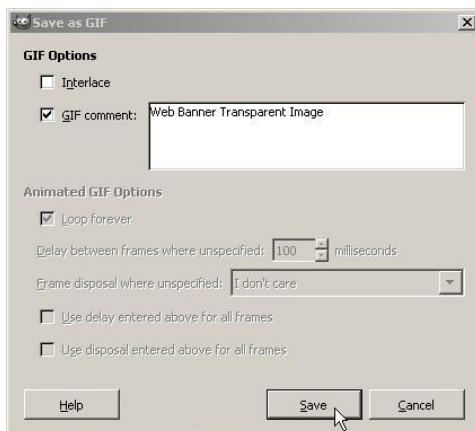 Save as GIF
GIF Options
Interlace
GIF comment: Web Banner Transparent Image
Animated GIF Options
Loop forever
Delay between frames where unspecified: 100 milliseconds
Frame disposal where unspecified: I don't care
Use delay entered above for all frames
Use disposal entered above for all frames
Help Save Cancel